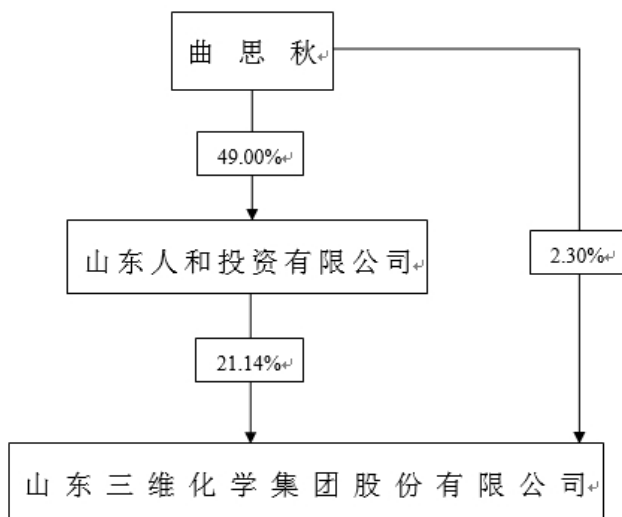 曲思秋
49.00%
山东人和投资有限公司
2.30%
21.14%
山东三维化学集团股份有限公司